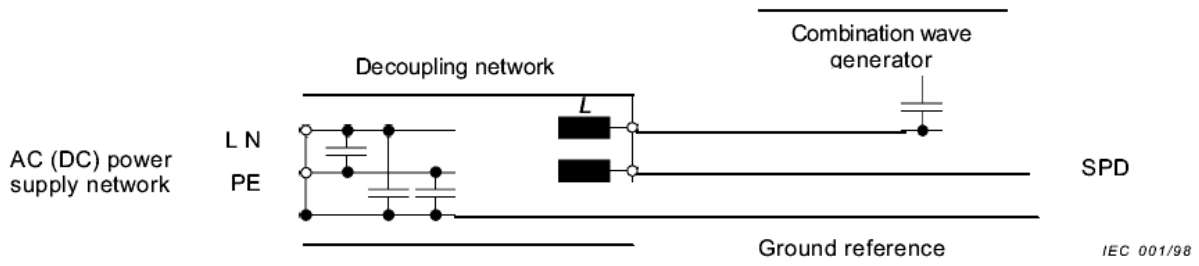 Combination wave
generator
Decoupling network
L
L N
AC (DC) power
supply network
PE
SPD
Ground reference
IEC 001/98